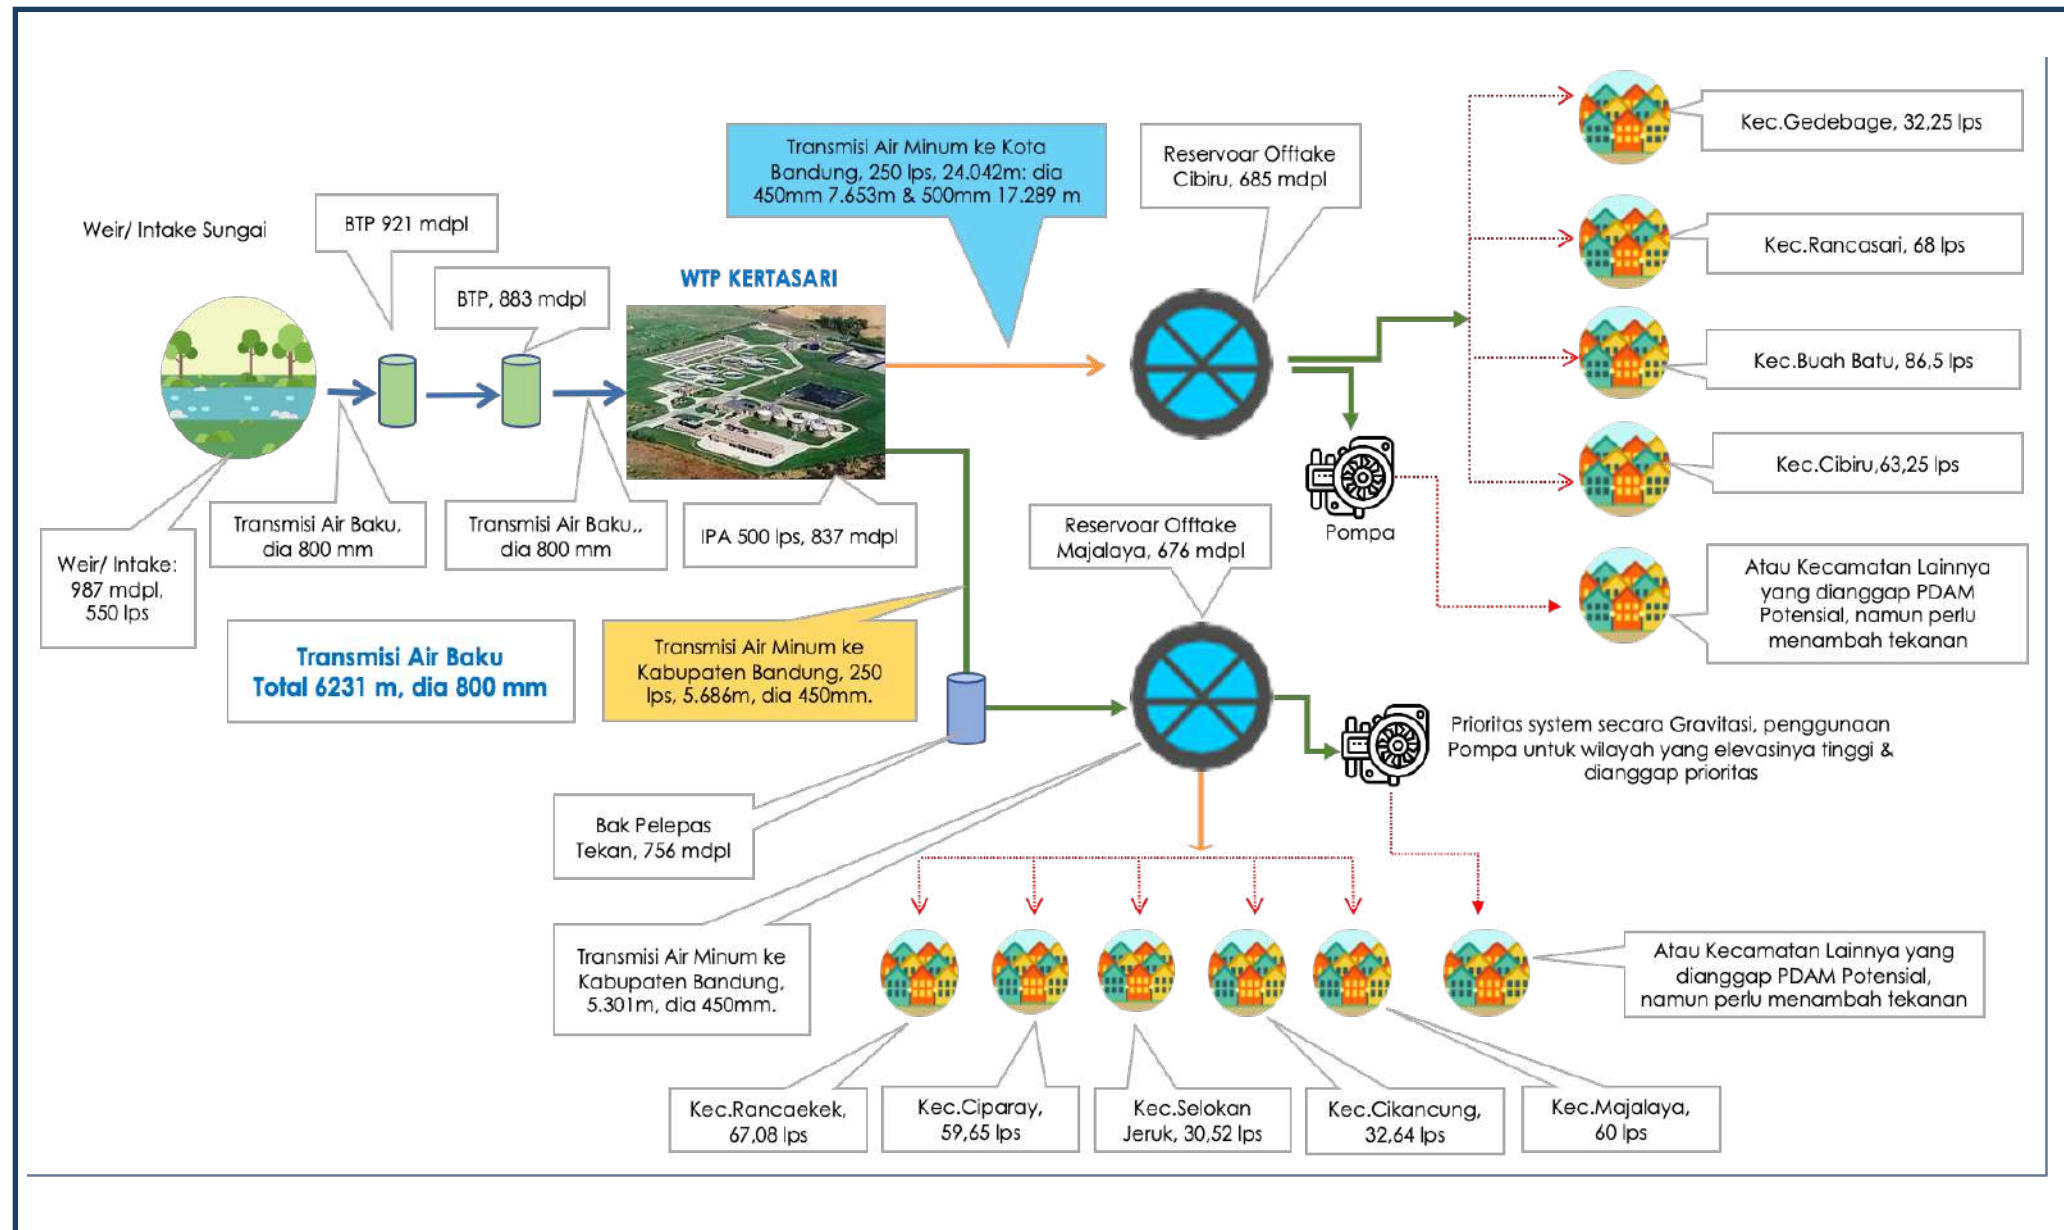 Weir/ Intake Sungai
BTP 921 mdpl
BTP, 883 mdpl
WTP KERTASARI
Transmisi Air Minum ke Kota
Bandung, 250 lps, 24.042m: dia
450mm 7.653m & 500mm 17.289 m
Reservoar Offtake
Cibiru, 685 mdpl
Kec.Gedebage, 32,25 lps
Kec.Rancasari, 68 lps
Kec.Buah Batu, 86,5 lps
Kec.Cibiru,63,25 lps
Pompa
Atau Kecamatan Lainnya
yang dianggap PDAM
Potensial, namun perlu
menambah tekanan
Weir/ Intake:
987 mdpl,
550 lps
Transmisi Air Baku,
dia 800 mm
Transmisi Air Baku,,
dia 800 mm
IPA 500 lps, 837 mdpl
Reservoar Offtake
Majalaya, 676 mdpl
Transmisi Air Baku
Total 6231 m, dia 800 mm
Transmisi Air Minum ke
Kabupaten Bandung, 250
lps, 5.686m, dia 450mm.
Prioritas system secara Gravitasi, penggunaan
Pompa untuk wilayah yang elevasinya tinggi &
dianggap prioritas
Bak Pelepas
Tekan, 756 mdpl
Transmisi Air Minum ke
Kabupaten Bandung,
5.301m, dia 450mm.
Atau Kecamatan Lainnya yang
dianggap PDAM Potensial,
namun perlu menambah tekanan
Kec.Rancaekek,
67,08 lps
Kec.Ciparay,
59,65 lps
Kec.Selokan
Jeruk, 30,52 lps
Kec.Cikancung,
32,64 lps
Kec.Majalaya,
60 lps